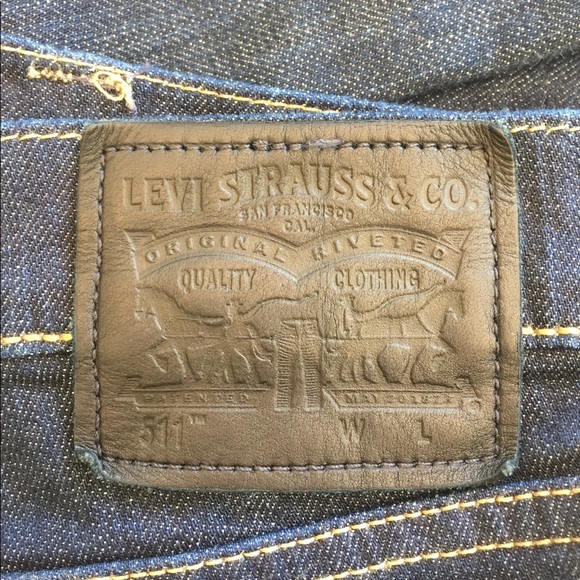 LEVI STRAUSS & CO.
SAN FRANCISCO
CAL.
ORIGINAL RIVETED
QUALITY CLOTHING
PATENTED MAY 20 1873
511™ W L